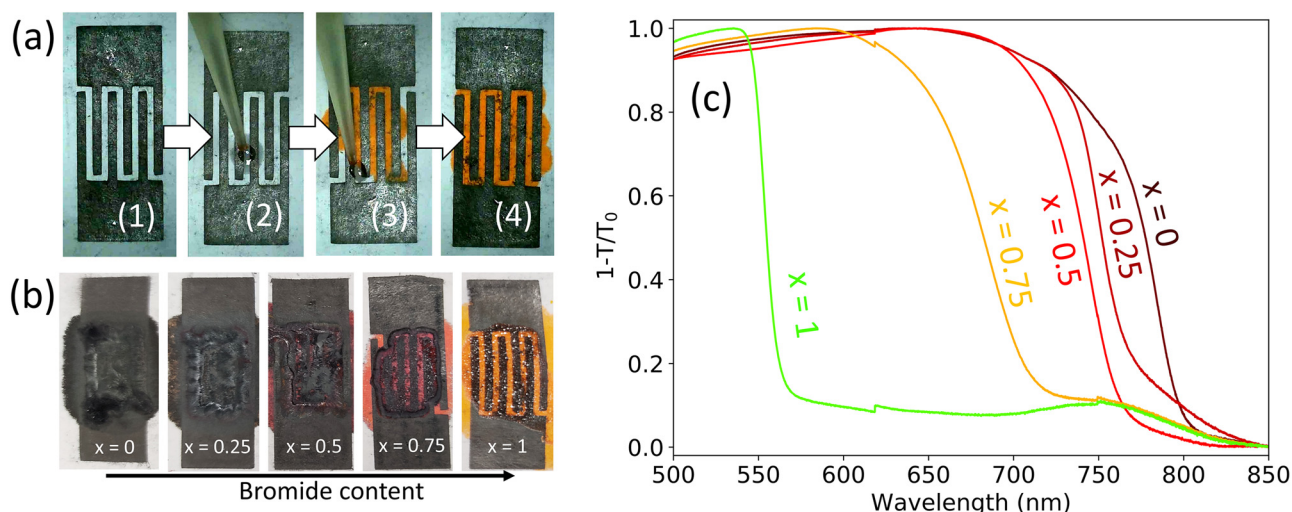 (a)
(1)
(2)
(3)
(4)
(b)
x = 0
x = 0.25
x = 0.5
x = 0.75
x = 1
Bromide content
(c)
1-T/T₀
1.0
0.8
0.6
0.4
0.2
0.0
x = 1
x = 0.75
x = 0.5
x = 0.25
x = 0
500 550 600 650 700 750 800 850
Wavelength (nm)